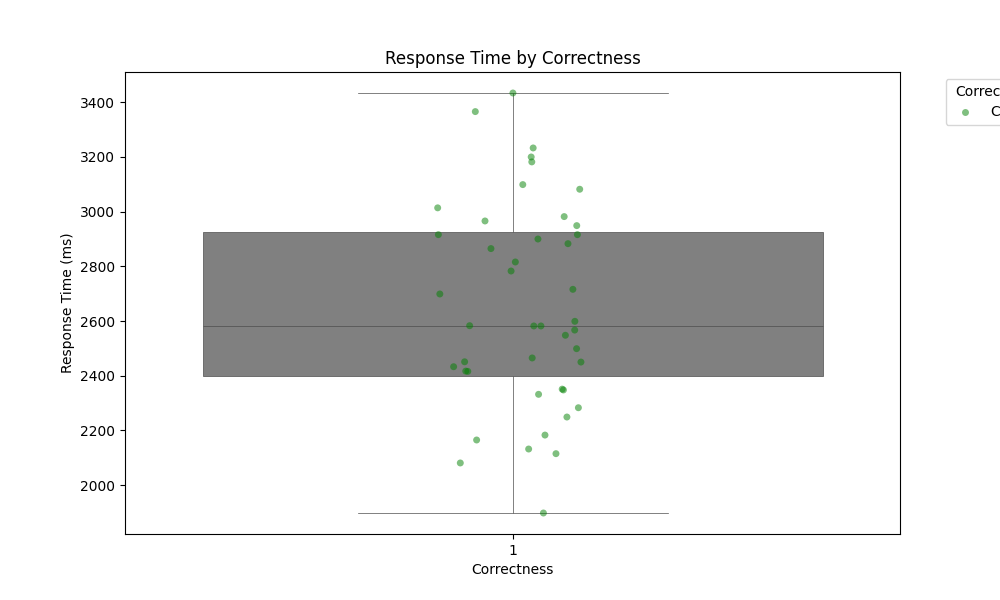 Response Time by Correctness
Response Time (ms)
3400
3200
3000
2800
2600
2400
2200
2000
1
Correctness
Correc
C